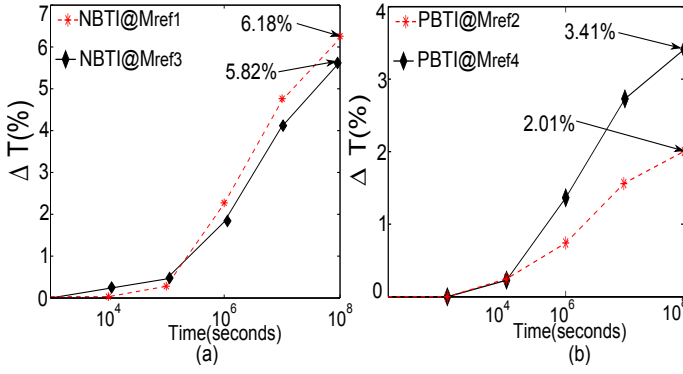 7
6
5
4
3
2
1
0
Δ T(%)
NBTI@Mref1
NBTI@Mref3
6.18%
5.82%
10^4
10^6
10^8
Time(seconds)
(a)
4
3
2
1
0
Δ T(%)
PBTI@Mref2
PBTI@Mref4
3.41%
2.01%
10^4
10^6
10^8
Time(seconds)
(b)